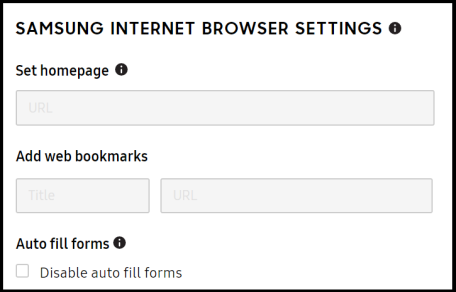 SAMSUNG INTERNET BROWSER SETTINGS
Set homepage
URL
Add web bookmarks
Title URL
Auto fill forms
Disable auto fill forms